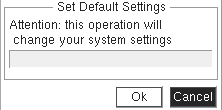 Set Default Settings
Attention: this operation will
change your system settings
Ok
Cancel